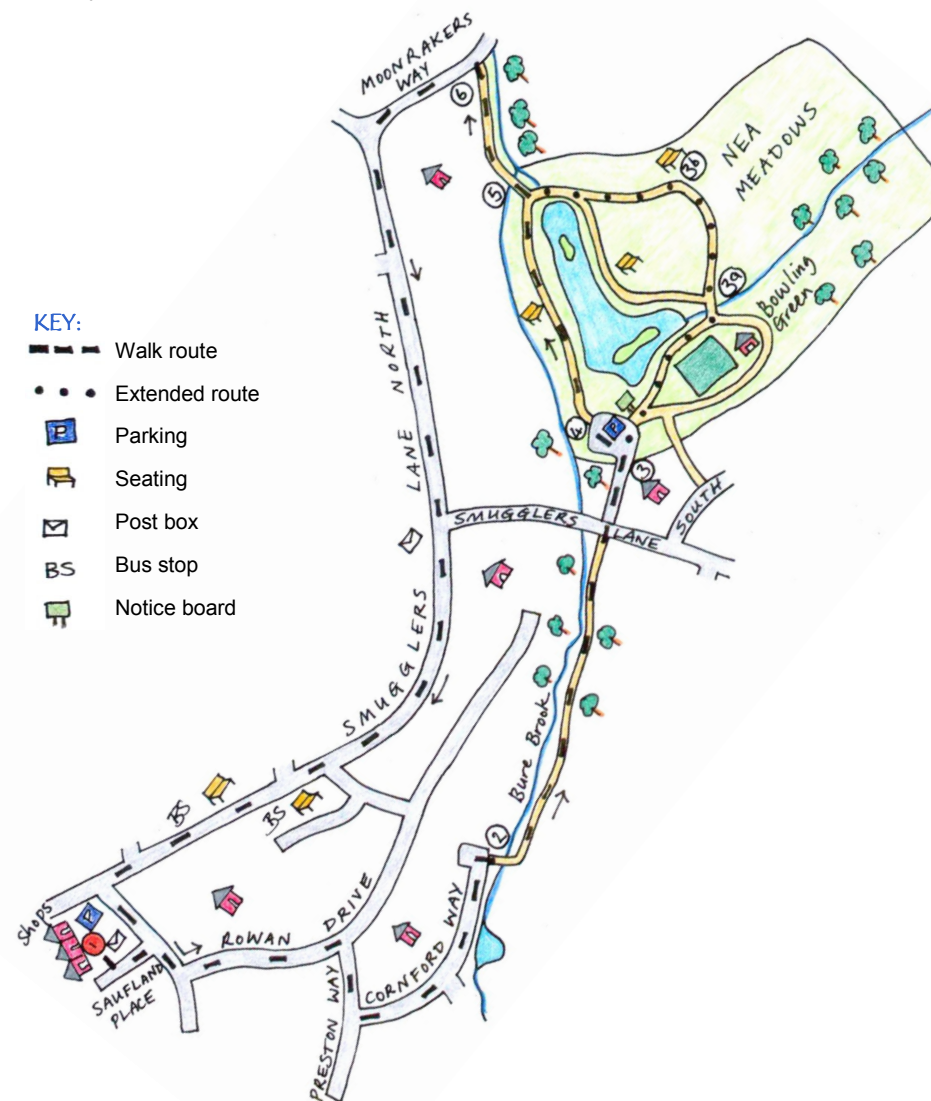 MOONRAKERS
WAY
6
NEA
MEADOWS
3b
5
3a
Bowling
Green
KEY:
Walk route
Extended route
P Parking
Seating
Post box
BS Bus stop
Notice board
4
P
3
SMUGGLERS LANE NORTH
SMUGGLERS LANE SOUTH
Bure Brook
BS
BS
2
Shops
P
ROWAN DRIVE
CORNFORD WAY
SAUFLAND
PLACE
PRESTON WAY